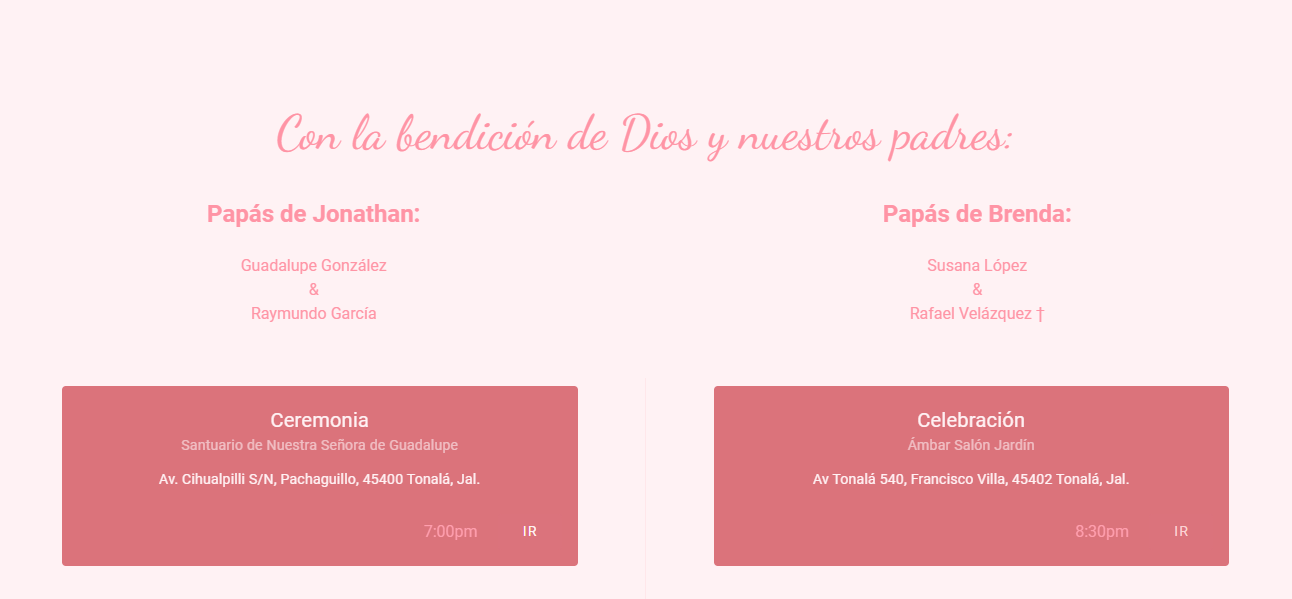 Con la bendición de Dios y nuestros padres:
Papás de Jonathan:
Guadalupe González
&
Raymundo García
Papás de Brenda:
Susana López
&
Rafael Velázquez †
Ceremonia
Santuario de Nuestra Señora de Guadalupe
Av. Cihualpilli S/N, Pachaguillo, 45400 Tonalá, Jal.
7:00pm IR
Celebración
Ámbar Salón Jardín
Av Tonalá 540, Francisco Villa, 45402 Tonalá, Jal.
8:30pm IR